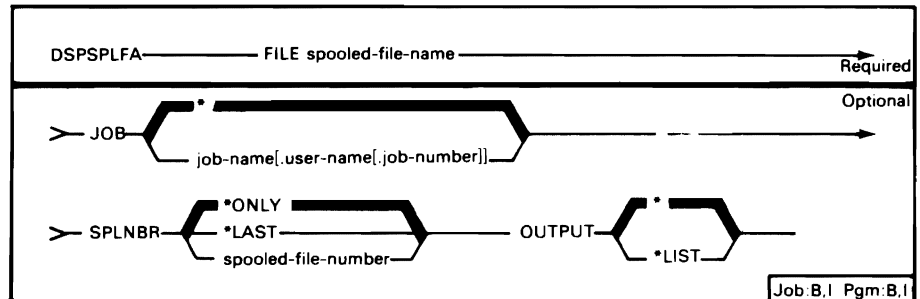 DSPSPLFA FILE spooled-file-name
Required
Optional
*
JOB
job-name[.user-name[.job-number]]
*ONLY *
SPLNBR *LAST OUTPUT
spooled-file-number *LIST
Job:B,I Pgm:B,I